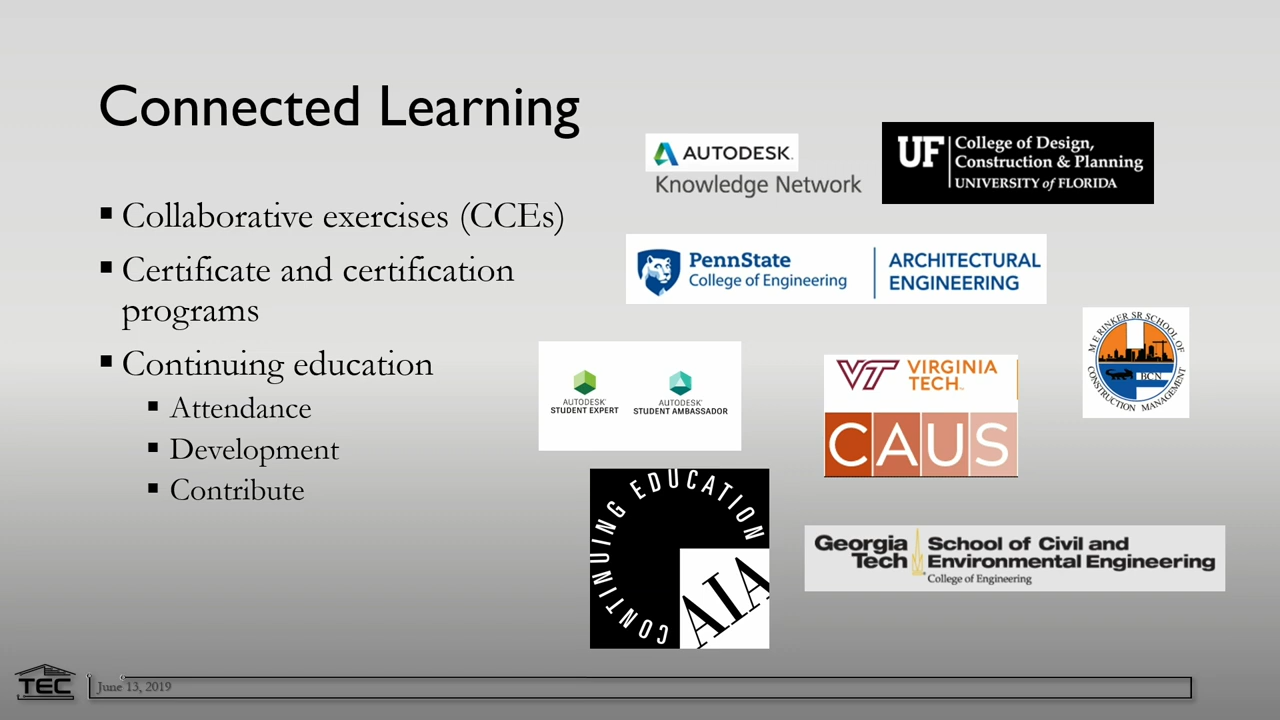 Connected Learning
▪ Collaborative exercises (CCEs)
▪ Certificate and certification
programs
▪ Continuing education
▪ Attendance
▪ Development
▪ Contribute
AUTODESK.
Knowledge Network
UF
College of Design,
Construction & Planning
UNIVERSITY of FLORIDA
PennState
College of Engineering
ARCHITECTURAL
ENGINEERING
M E RINKER SR SCHOOL OF
CONSTRUCTION MANAGEMENT
BCN
AUTODESK®
STUDENT EXPERT
AUTODESK®
STUDENT AMBASSADOR
VT
VIRGINIA
TECH™
CAUS
CONTINUING EDUCATION
AIA
Georgia
Tech
School of Civil and
Environmental Engineering
College of Engineering
TEC
June 13, 2019